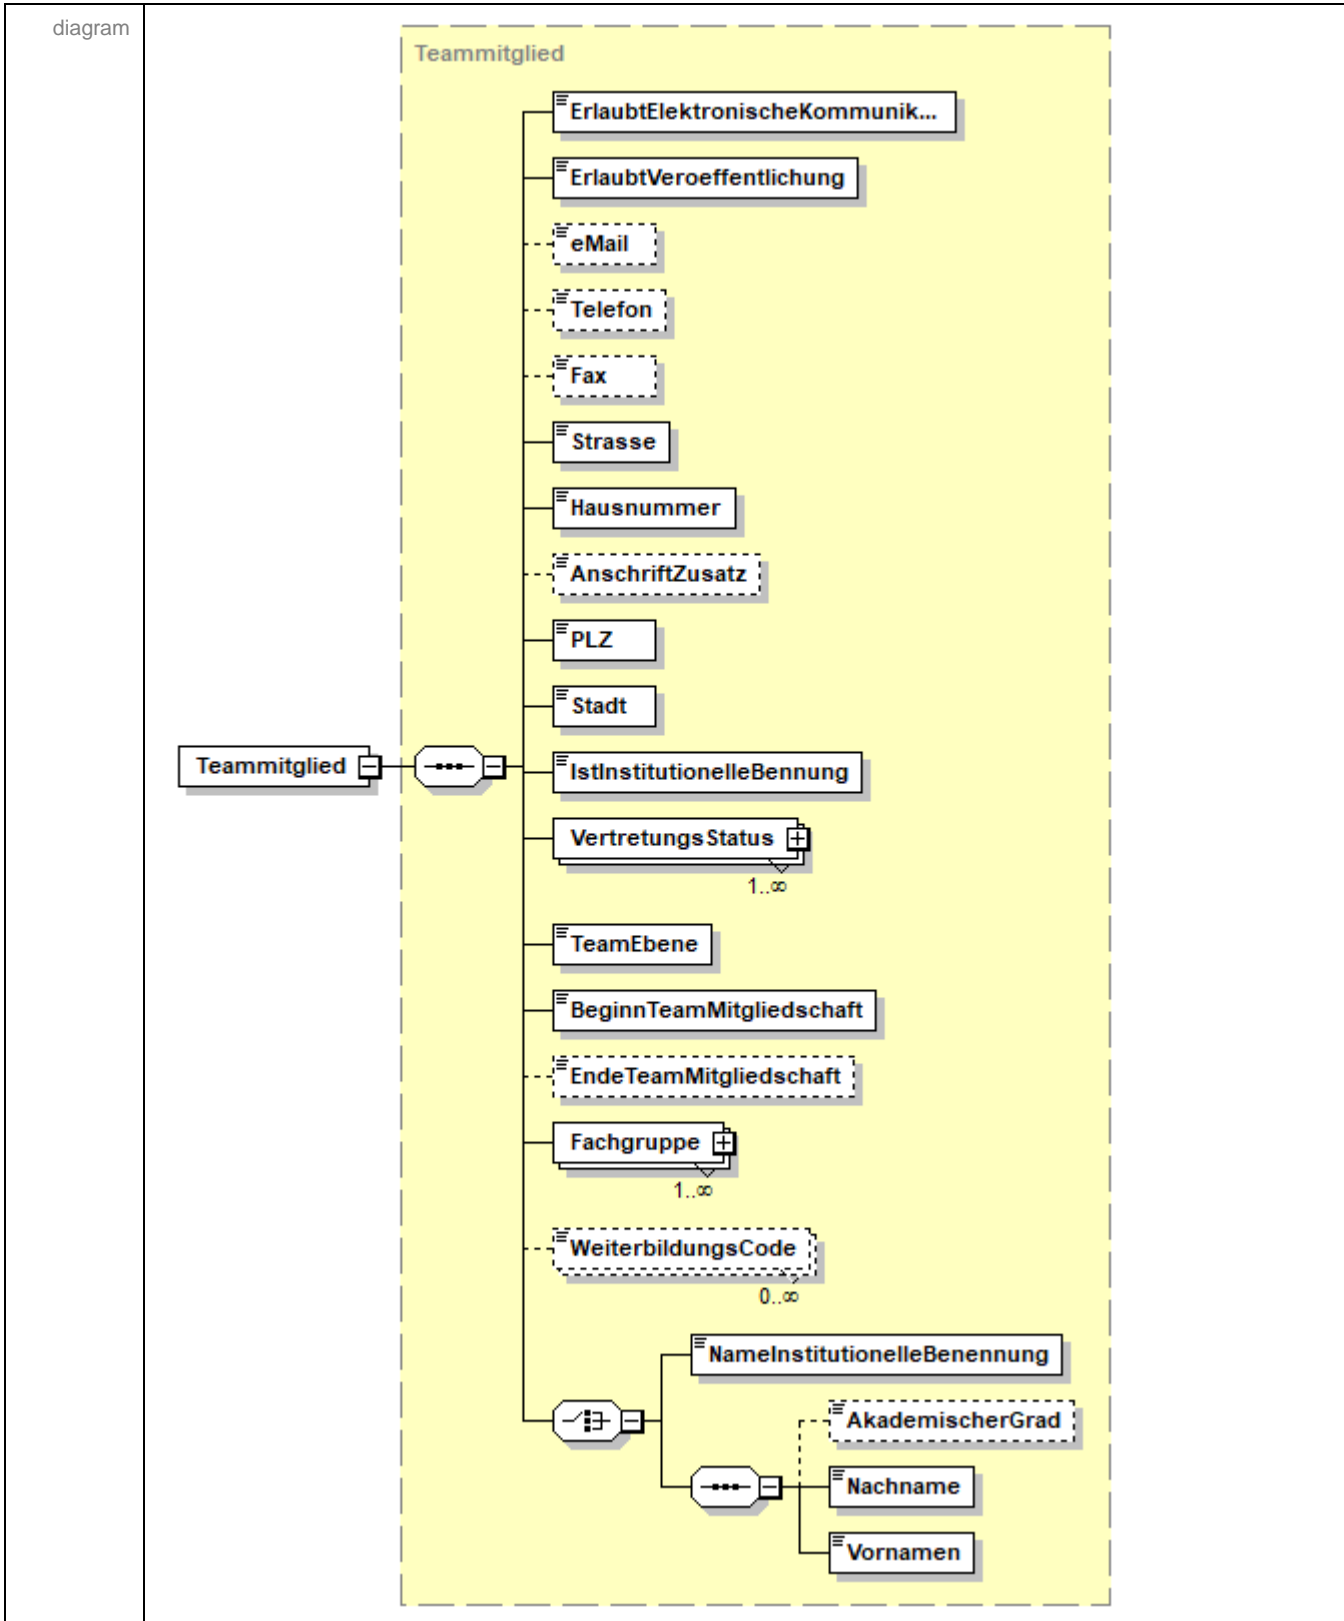 diagram
Teammitglied
ErlaubtElektronischeKommunik...
ErlaubtVeroeffentlichung
eMail
Telefon
Fax
Strasse
Hausnummer
AnschriftZusatz
PLZ
Stadt
Teammitglied
IstInstitutionelleBennung
VertretungsStatus
1..∞
TeamEbene
BeginnTeamMitgliedschaft
EndeTeamMitgliedschaft
Fachgruppe
1..∞
WeiterbildungsCode
0..∞
NameInstitutionelleBenennung
AkademischerGrad
Nachname
Vornamen